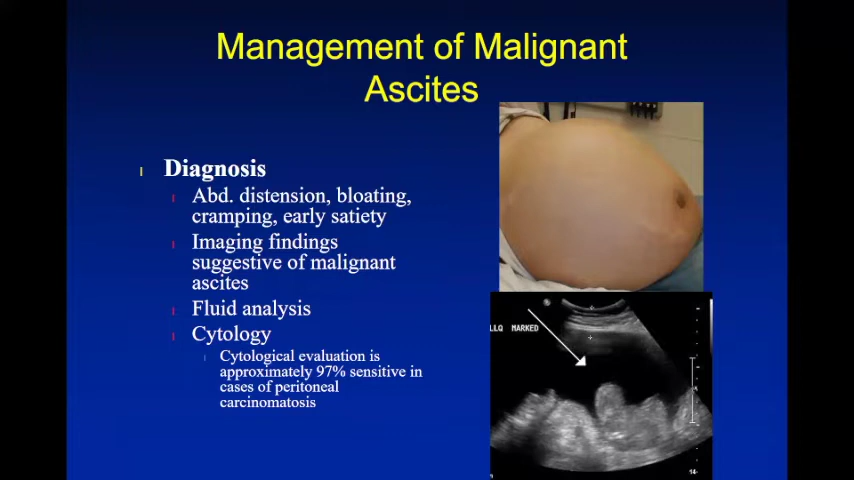 Management of Malignant
Ascites
Diagnosis
Abd. distension, bloating,
cramping, early satiety
Imaging findings
suggestive of malignant
ascites
Fluid analysis
Cytology
Cytological evaluation is
approximately 97% sensitive in
cases of peritoneal
carcinomatosis
LLQ MARKED
14